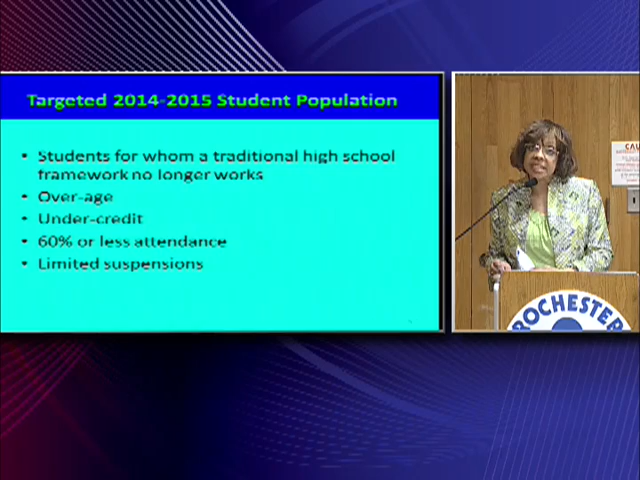 Targeted 2014-2015 Student Population
• Students for whom a traditional high school
framework no longer works
• Over-age
• Under-credit
• 60% or less attendance
• Limited suspensions
CAU
ROCHESTER